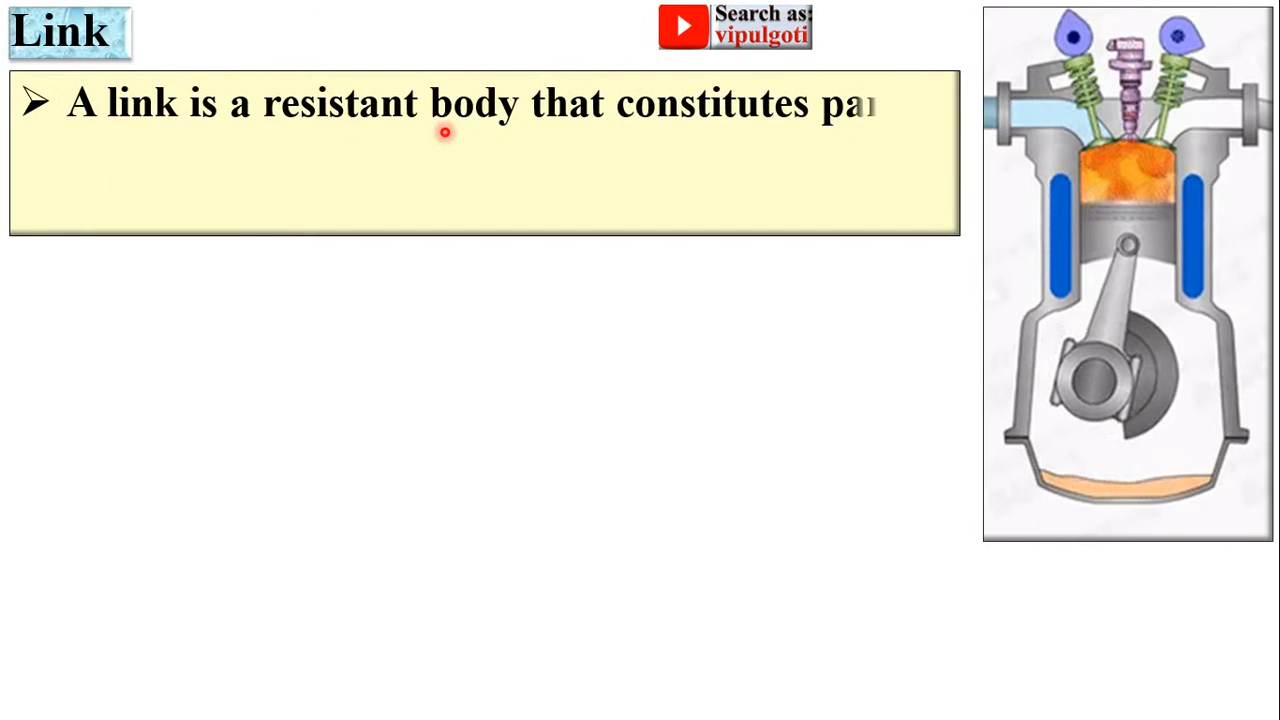 Link
Search as:
vipulgoti
➢ A link is a resistant body that constitutes